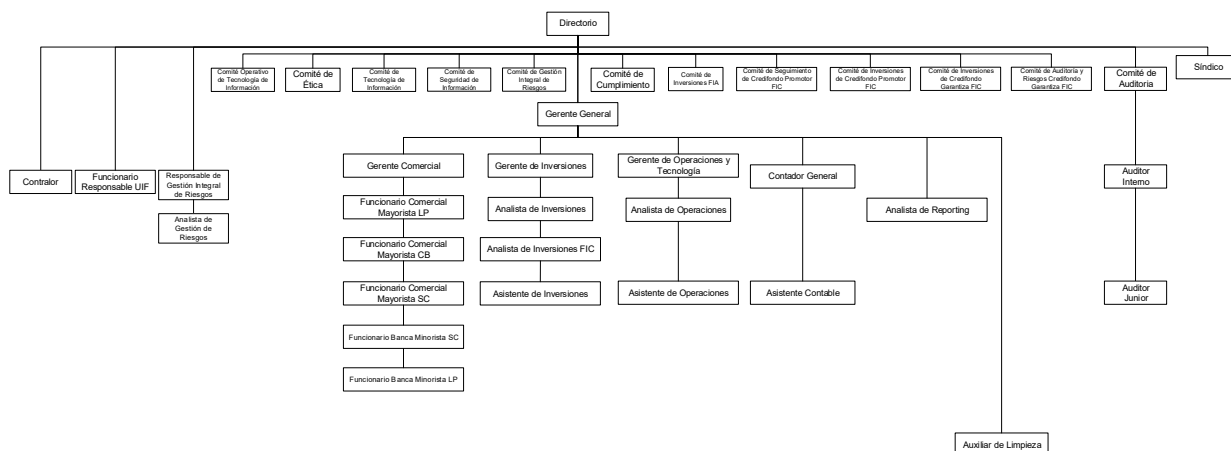 Directorio
Síndico
Comité Operativo
de Tecnología de
Información
Comité de
Ética
Comité de
Tecnología de
Información
Comité de
Seguridad de
Información
Comité de Gestión
Integral de
Riesgos
Comité de
Cumplimiento
Comité de
Inversiones FIA
Comité de Seguimiento
de Credifondo Promotor
FIC
Comité de Inversiones
de Credifondo Promotor
FIC
Comité de Inversiones
de Credifondo
Garantiza FIC
Comité de Auditoría y
Riesgos Credifondo
Garantiza FIC
Comité de
Auditoría
Gerente General
Contralor
Funcionario
Responsable UIF
Responsable de
Gestión Integral
de Riesgos
Analista de
Gestión de
Riesgos
Gerente Comercial
Funcionario Comercial
Mayorista LP
Funcionario Comercial
Mayorista CB
Funcionario Comercial
Mayorista SC
Funcionario Banca Minorista SC
Funcionario Banca Minorista LP
Gerente de Inversiones
Analista de Inversiones
Analista de Inversiones FIC
Asistente de Inversiones
Gerente de Operaciones y
Tecnología
Analista de Operaciones
Asistente de Operaciones
Contador General
Asistente Contable
Analista de Reporting
Auxiliar de Limpieza
Auditor
Interno
Auditor
Junior